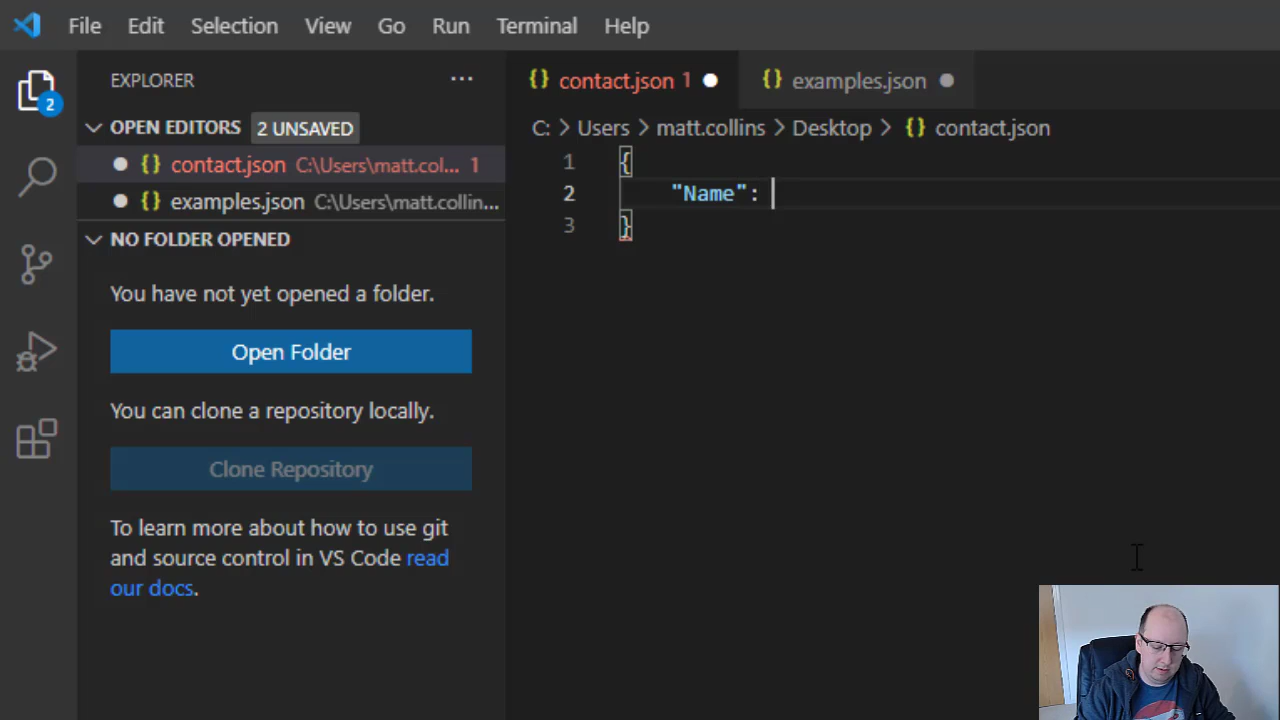 File Edit Selection View Go Run Terminal Help
EXPLORER ...
OPEN EDITORS 2 UNSAVED
contact.json C:\Users\matt.col... 1
examples.json C:\Users\matt.collin...
NO FOLDER OPENED
You have not yet opened a folder.
Open Folder
You can clone a repository locally.
Clone Repository
To learn more about how to use git
and source control in VS Code read
our docs.
2
{} contact.json 1
{} examples.json
C: > Users > matt.collins > Desktop > {} contact.json
1 {
2 "Name":
3 }